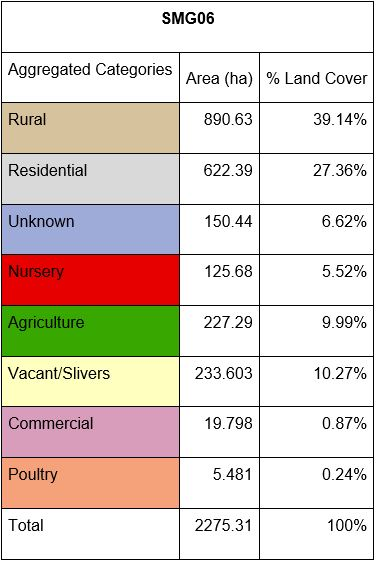 SMG06
Aggregated Categories Area (ha) % Land Cover
Rural 890.63 39.14%
Residential 622.39 27.36%
Unknown 150.44 6.62%
Nursery 125.68 5.52%
Agriculture 227.29 9.99%
Vacant/Slivers 233.603 10.27%
Commercial 19.798 0.87%
Poultry 5.481 0.24%
Total 2275.31 100%